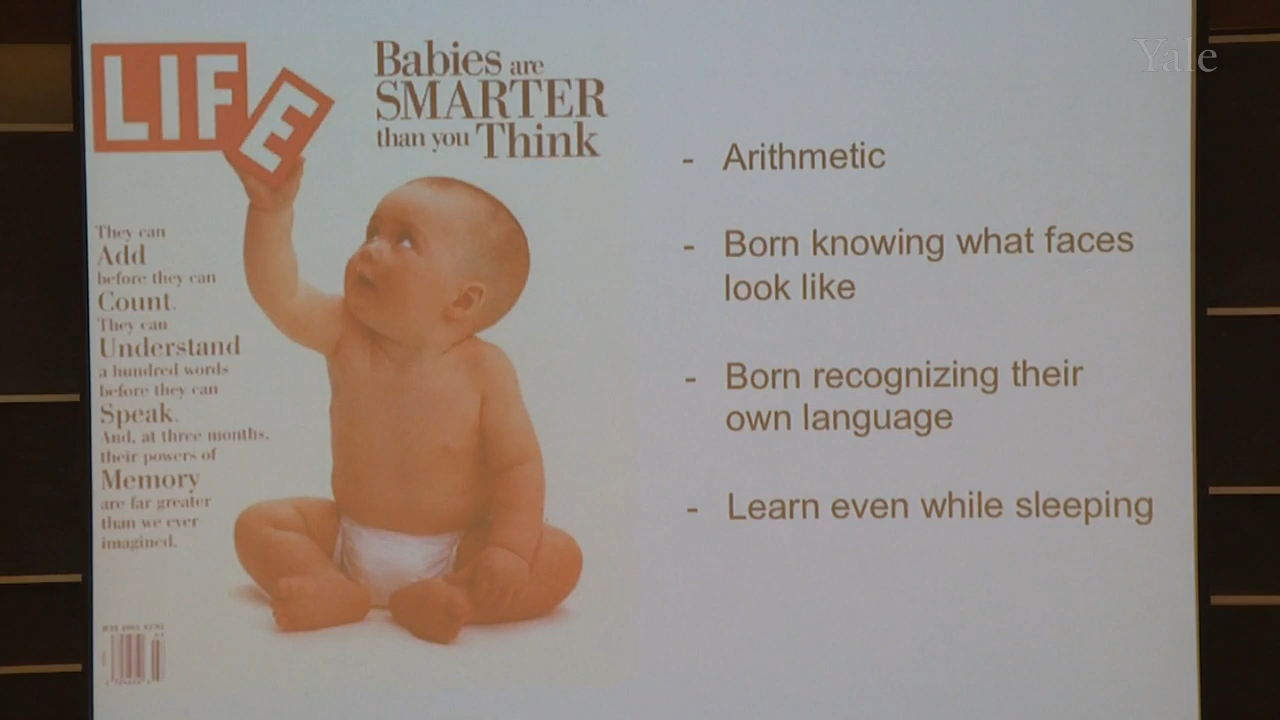 LIFE
Babies are
SMARTER
than you Think
They can
Add
before they can
Count.
They can
Understand
a hundred words
before they can
Speak.
And, at three months,
their powers of
Memory
are far greater
than we ever
imagined.
- Arithmetic
- Born knowing what faces
look like
- Born recognizing their
own language
- Learn even while sleeping
Yale